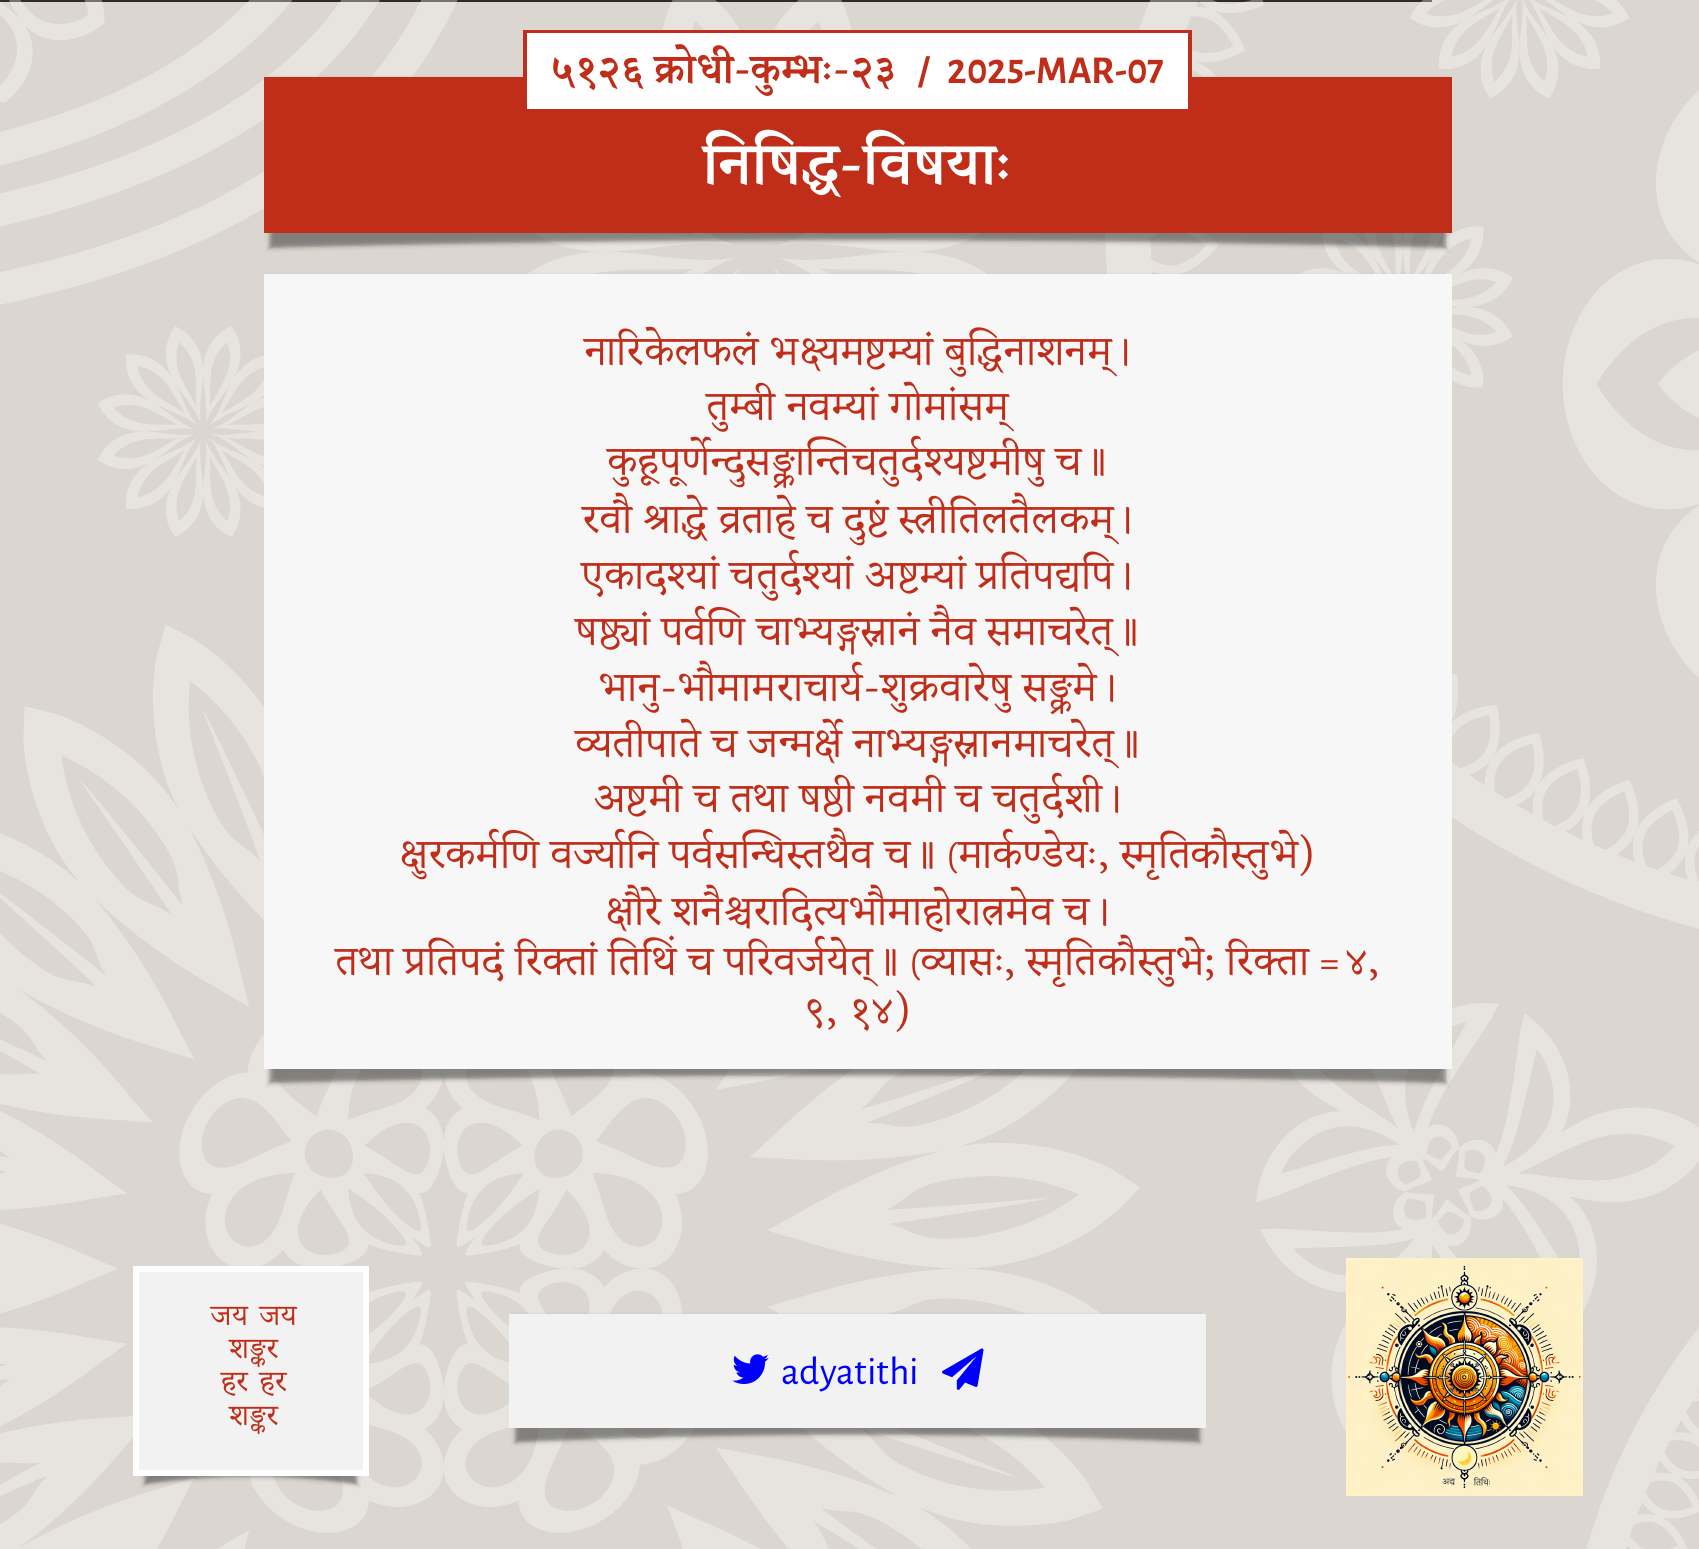 ५१२६ क्रोधी-कुम्भः-२३ / 2025-MAR-07
निषिद्ध-विषयाः
नारिकेलफलं भक्ष्यमष्टम्यां बुद्धिनाशनम्।
तुम्बी नवम्यां गोमांसम्
कुहूपूर्णेन्दुसङ्क्रान्तिचतुर्दश्यष्टमीषु च॥
रवौ श्राद्धे व्रताहे च दुष्टं स्त्रीतिलतैलकम्।
एकादश्यां चतुर्दश्यां अष्टम्यां प्रतिपद्यपि।
षष्ठ्यां पर्वणि चाभ्यङ्गस्नानं नैव समाचरेत्॥
भानु-भौमामराचार्य-शुक्रवारेषु सङ्क्रमे।
व्यतीपाते च जन्मर्क्षे नाभ्यङ्गस्नानमाचरेत्॥
अष्टमी च तथा षष्ठी नवमी च चतुर्दशी।
क्षुरकर्मणि वर्ज्यानि पर्वसन्धिस्तथैव च॥ (मार्कण्डेयः, स्मृतिकौस्तुभे)
क्षौरे शनैश्चरादित्यभौमाहोरात्रमेव च।
तथा प्रतिपदं रिक्तां तिथिं च परिवर्जयेत्॥ (व्यासः, स्मृतिकौस्तुभे; रिक्ता = ४,
९, १४)
जय जय
शङ्कर
हर हर
शङ्कर
adyatithi
अद्य तिथिः